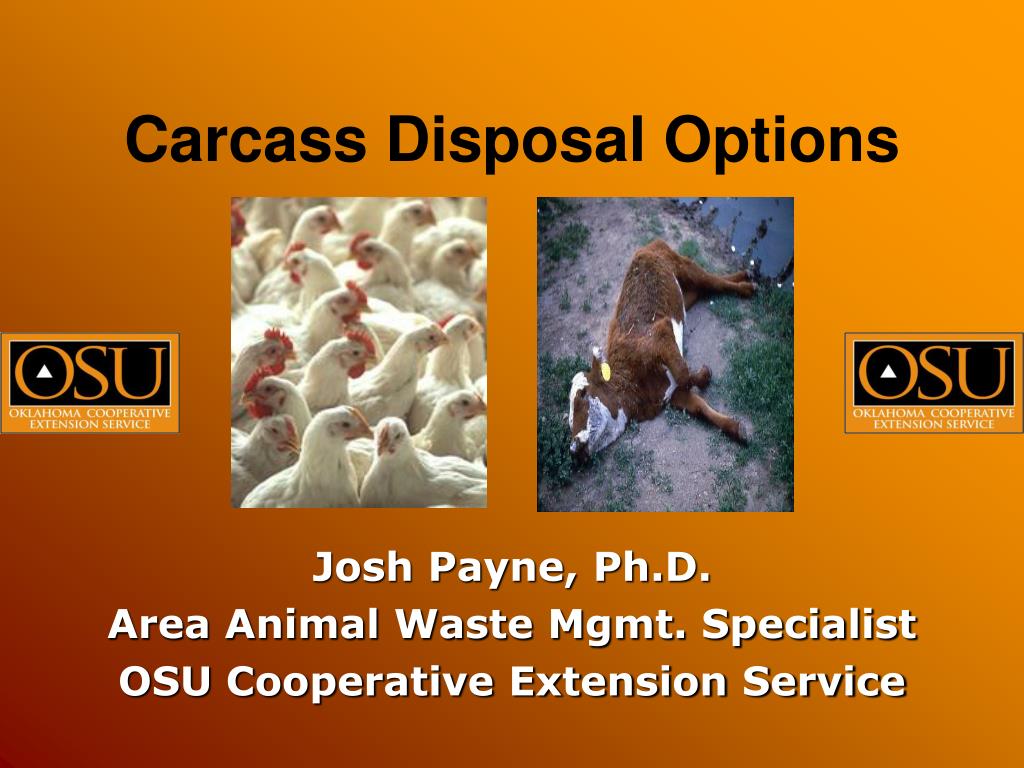 Carcass Disposal Options
OSU
OKLAHOMA COOPERATIVE
EXTENSION SERVICE
OSU
OKLAHOMA COOPERATIVE
EXTENSION SERVICE
Josh Payne, Ph.D.
Area Animal Waste Mgmt. Specialist
OSU Cooperative Extension Service